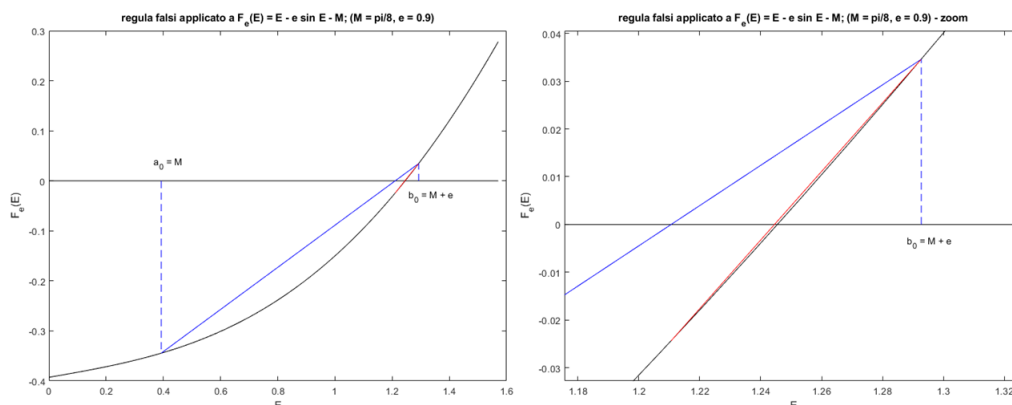 regula falsi applicato a F_e(E) = E - e sin E - M; (M = pi/8, e = 0.9)
0.3
0.2
0.1
0
-0.1
-0.2
-0.3
-0.4
F_e(E)
a_0 = M
b_0 = M + e
0 0.2 0.4 0.6 0.8 1 1.2 1.4 1.6
E
regula falsi applicato a F_e(E) = E - e sin E - M; (M = pi/8, e = 0.9) - zoom
0.04
0.03
0.02
0.01
0
-0.01
-0.02
-0.03
F_e(E)
b_0 = M + e
1.18 1.2 1.22 1.24 1.26 1.28 1.3 1.32
E